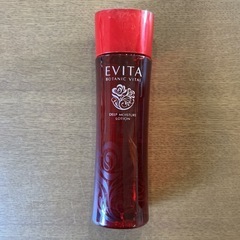 EVITA
BOTANIC VITAL
DEEP MOISTURE
LOTION